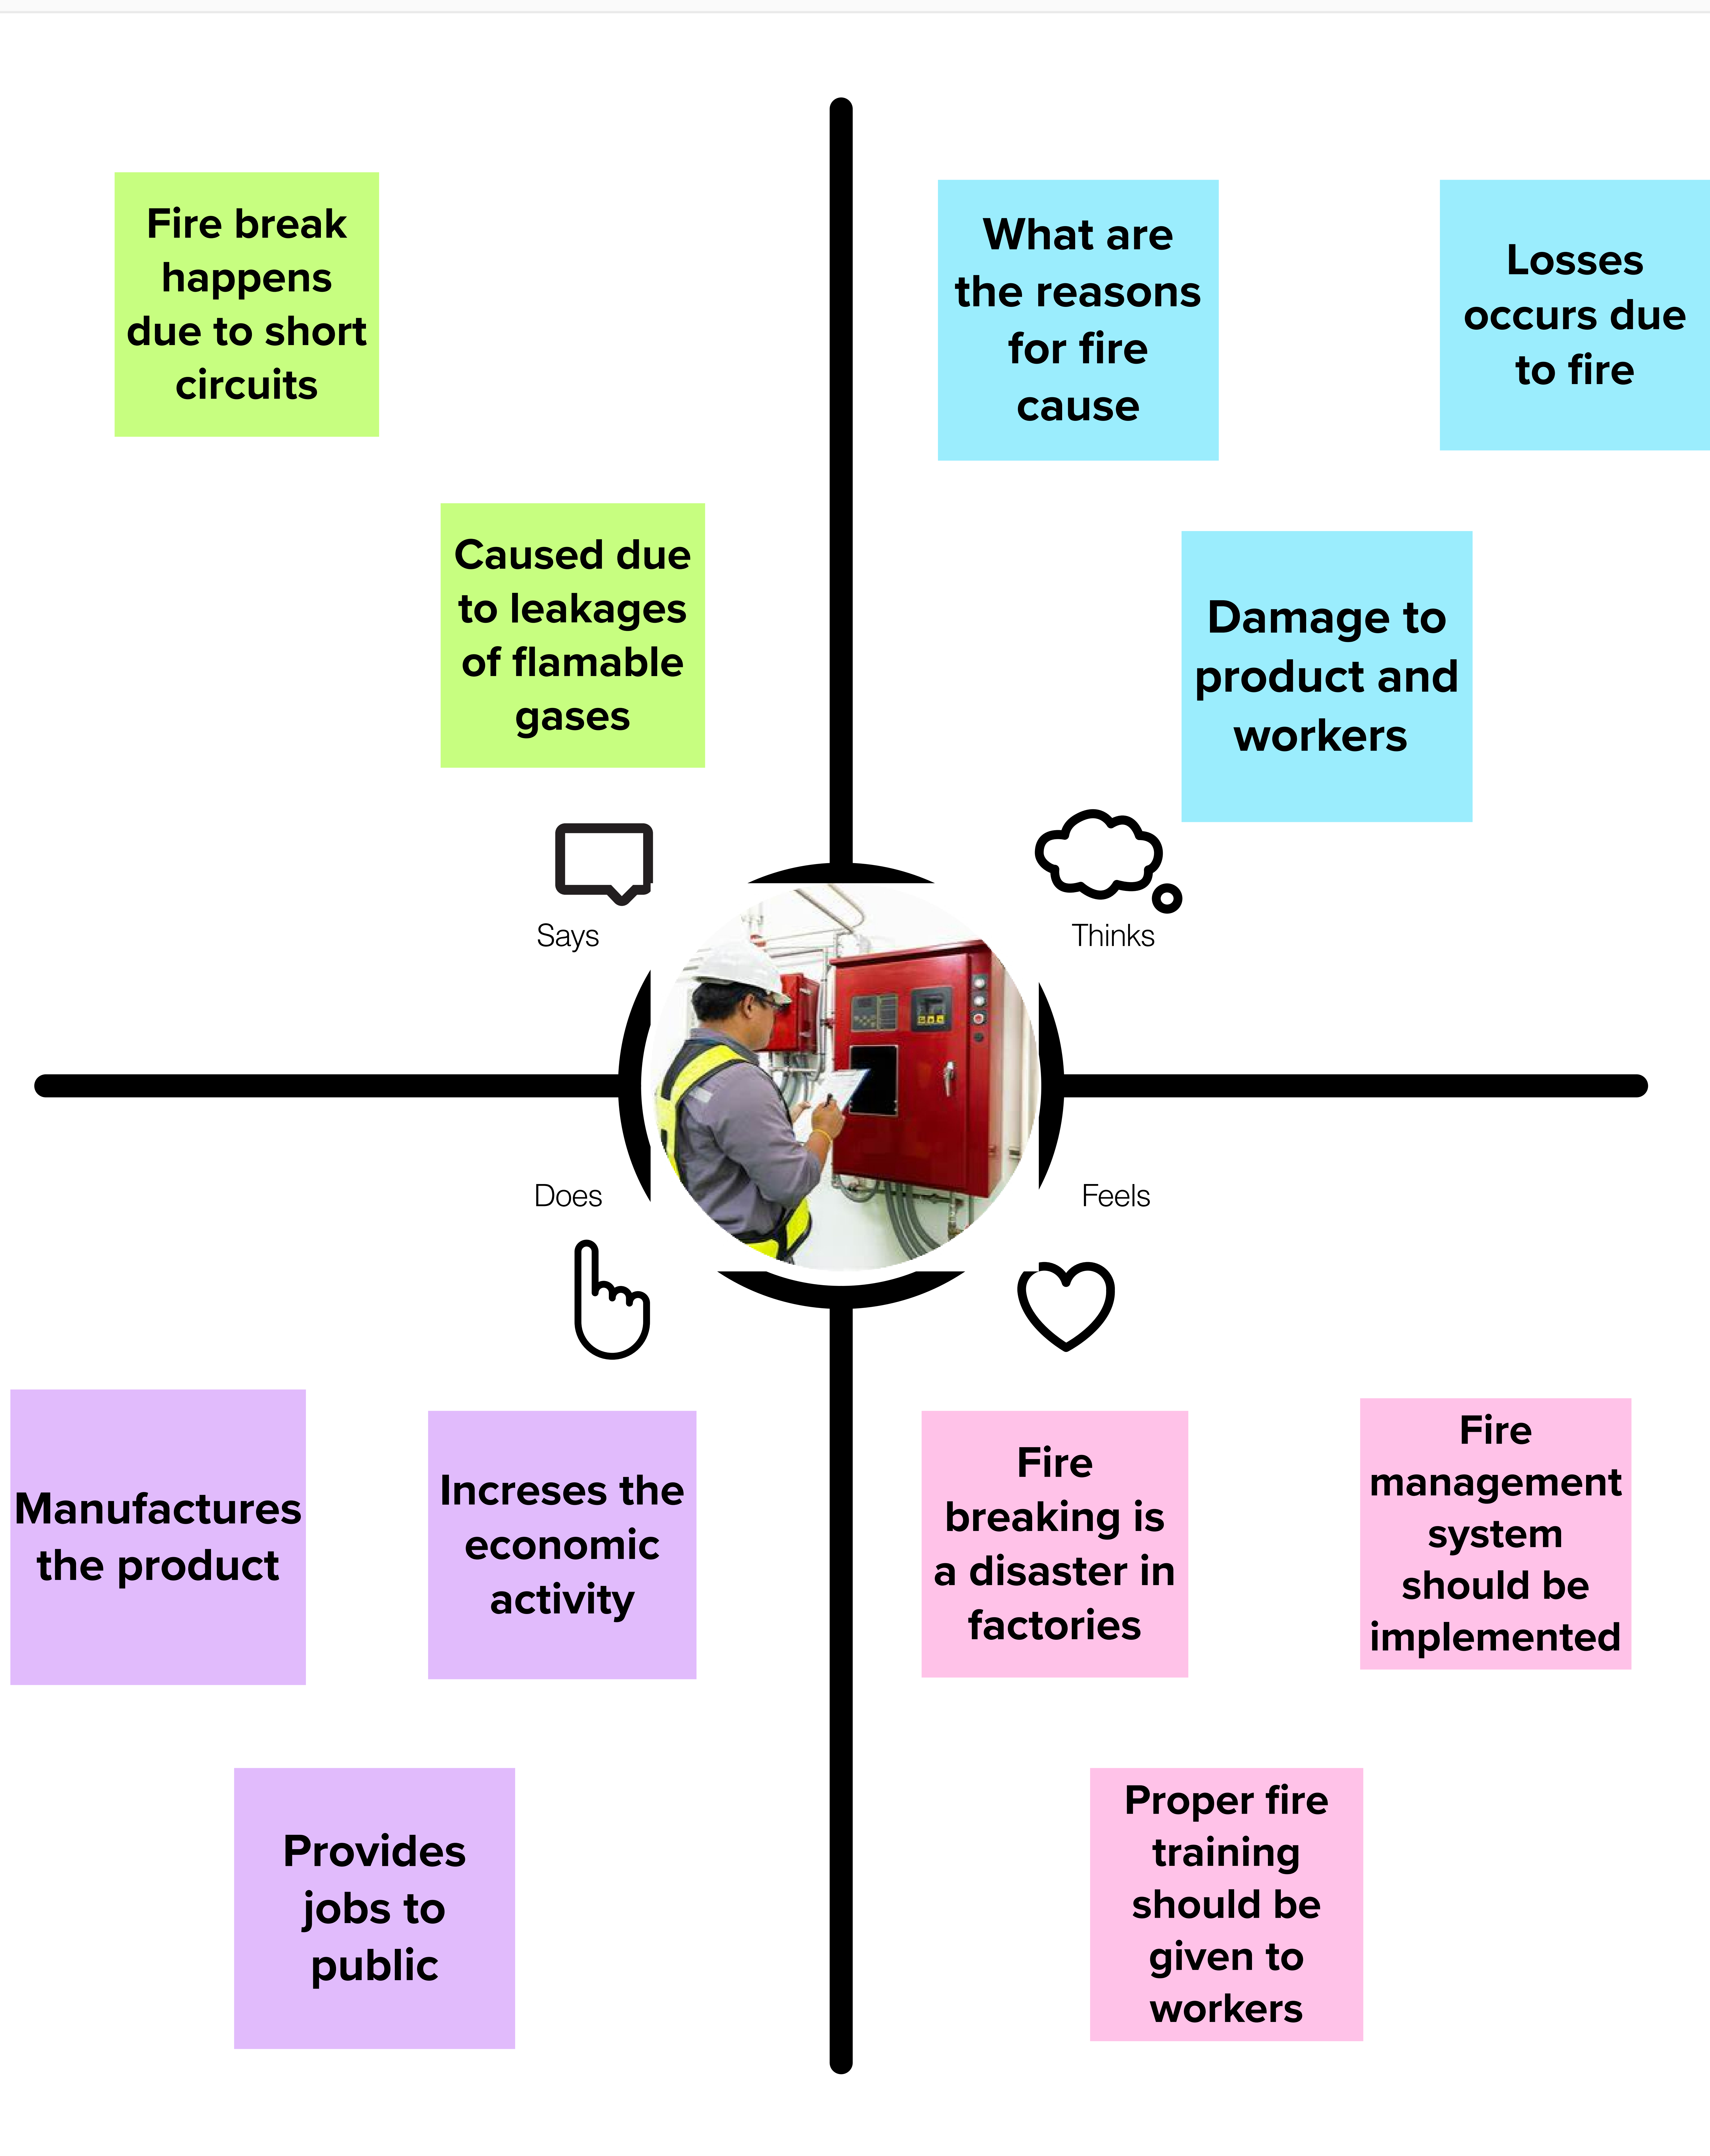 Fire break
happens
due to short
circuits
Caused due
to leakages
of flamable
gases
Says
What are
the reasons
for fire
cause
Losses
occurs due
to fire
Damage to
product and
workers
Thinks
Does
Manufactures
the product
Increses the
economic
activity
Provides
jobs to
public
Feels
Fire
breaking is
a disaster in
factories
Fire
management
system
should be
implemented
Proper fire
training
should be
given to
workers